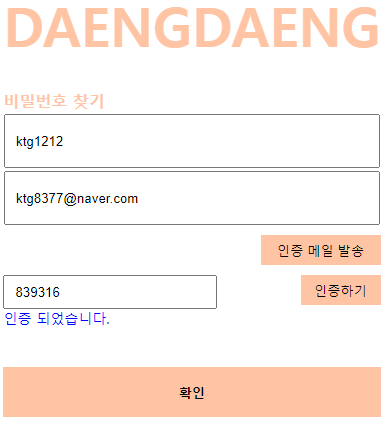 DAENGDAENG
비밀번호 찾기
ktg1212
ktg8377@naver.com
인증 메일 발송
839316
인증하기
인증 되었습니다.
확인